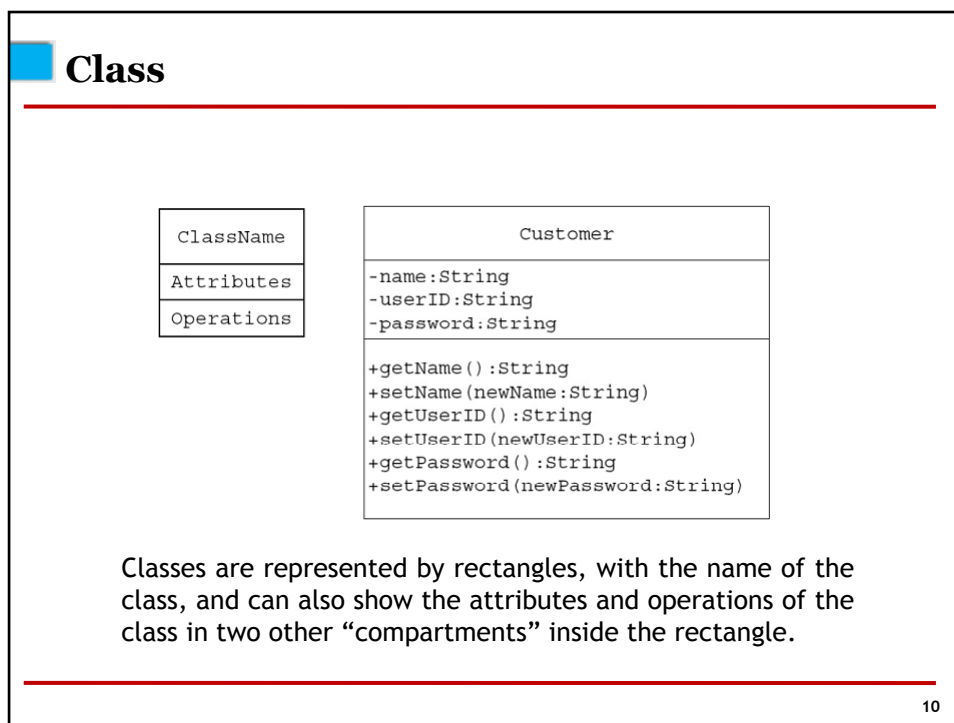 Class
ClassName
Attributes
Operations
Customer
-name:String
-userID:String
-password:String
+getName():String
+setName(newName:String)
+getUserID():String
+setUserID(newUserID:String)
+getPassword():String
+setPassword(newPassword:String)
Classes are represented by rectangles, with the name of the
class, and can also show the attributes and operations of the
class in two other “compartments” inside the rectangle.
10